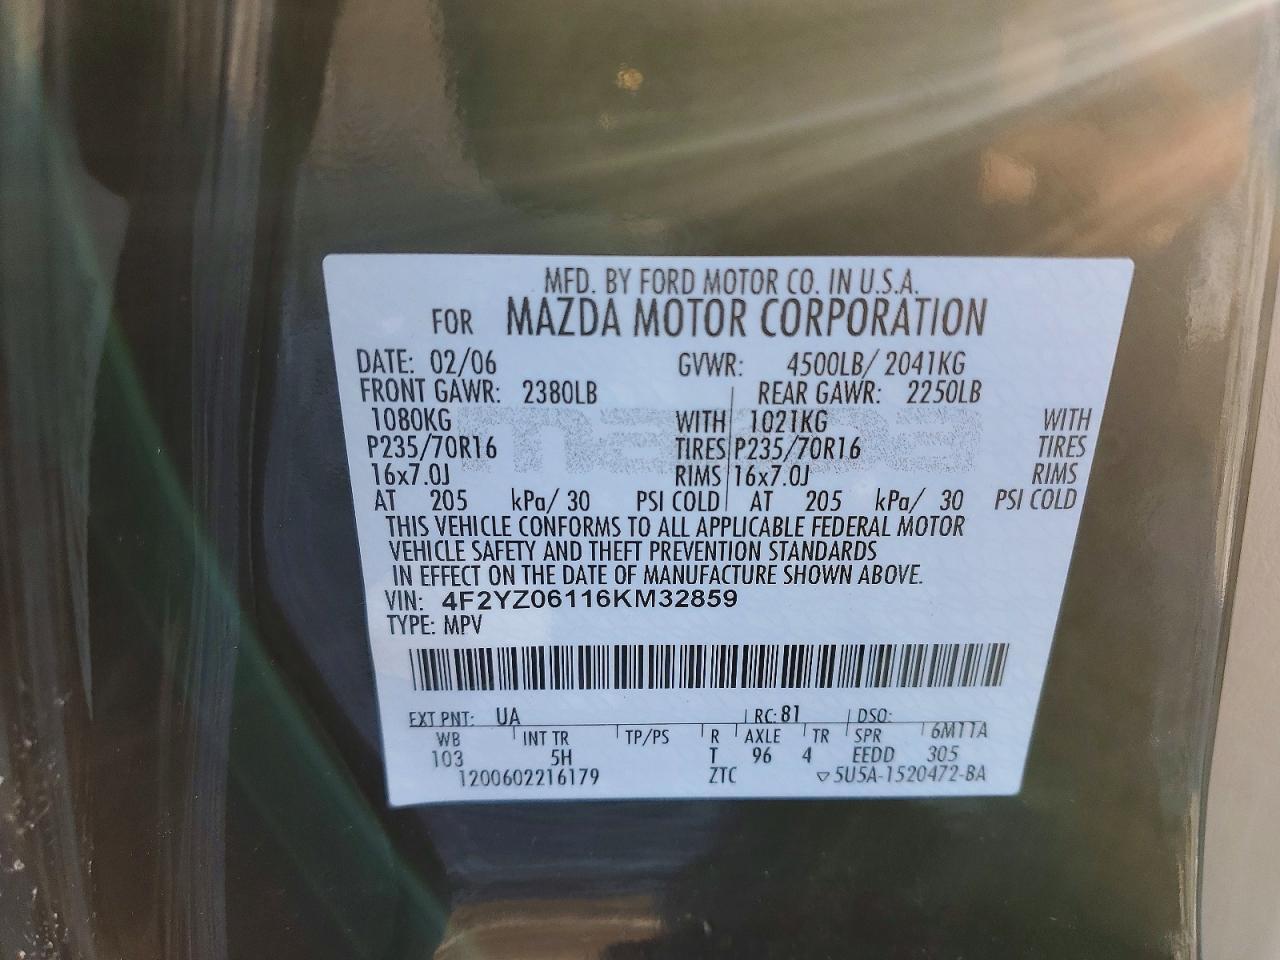 MFD. BY FORD MOTOR CO. IN U.S.A.
FOR MAZDA MOTOR CORPORATION
DATE: 02/06 GVWR: 4500LB/ 2041KG
FRONT GAWR: 2380LB REAR GAWR: 2250LB
1080KG WITH 1021KG WITH
mazda
P235/70R16 TIRES P235/70R16 TIRES
16x7.0J RIMS 16x7.0J RIMS
AT 205 kPa/ 30 PSI COLD AT 205 kPa/ 30 PSI COLD
THIS VEHICLE CONFORMS TO ALL APPLICABLE FEDERAL MOTOR
VEHICLE SAFETY AND THEFT PREVENTION STANDARDS
IN EFFECT ON THE DATE OF MANUFACTURE SHOWN ABOVE.
VIN: 4F2YZ06116KM32859
TYPE: MPV
EXT PNT: UA RC: 81 DSO:
WB INT TR TP/PS R AXLE TR SPR 6M11A
103 5H T 96 4 EEDD 305
1200602216179 ZTC ▽5U5A-1520472-BA